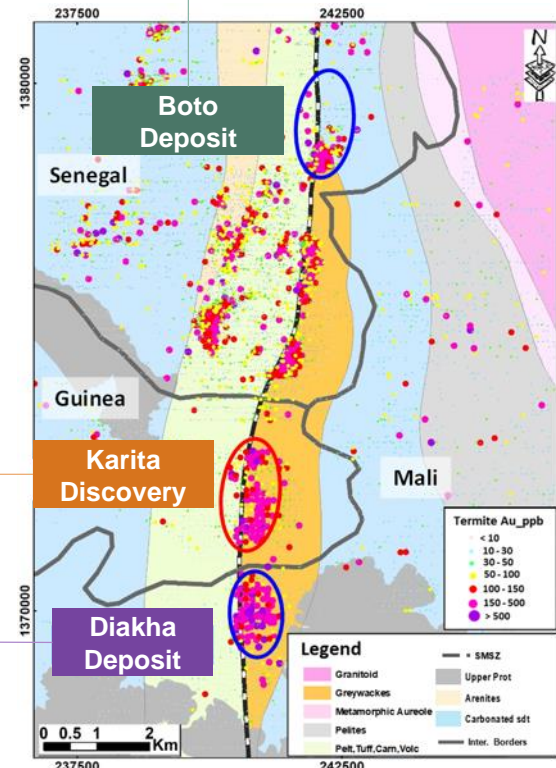 237500
242500
N
1380000
Boto
Deposit
Senegal
Guinea
Karita
Discovery
Mali
Termite Au_ppb
< 10
10 - 30
30 - 50
50 - 100
100 - 150
150 - 500
> 500
1370000
Diakha
Deposit
Legend
Granitoid
Greywackes
Metamorphic Aureole
Pelites
Pelt,Tuff,Carn,Volc
SMSZ
Upper Prot
Arenites
Carbonated sdt
Inter. Borders
0 0.5 1 2
Km
237500
242500